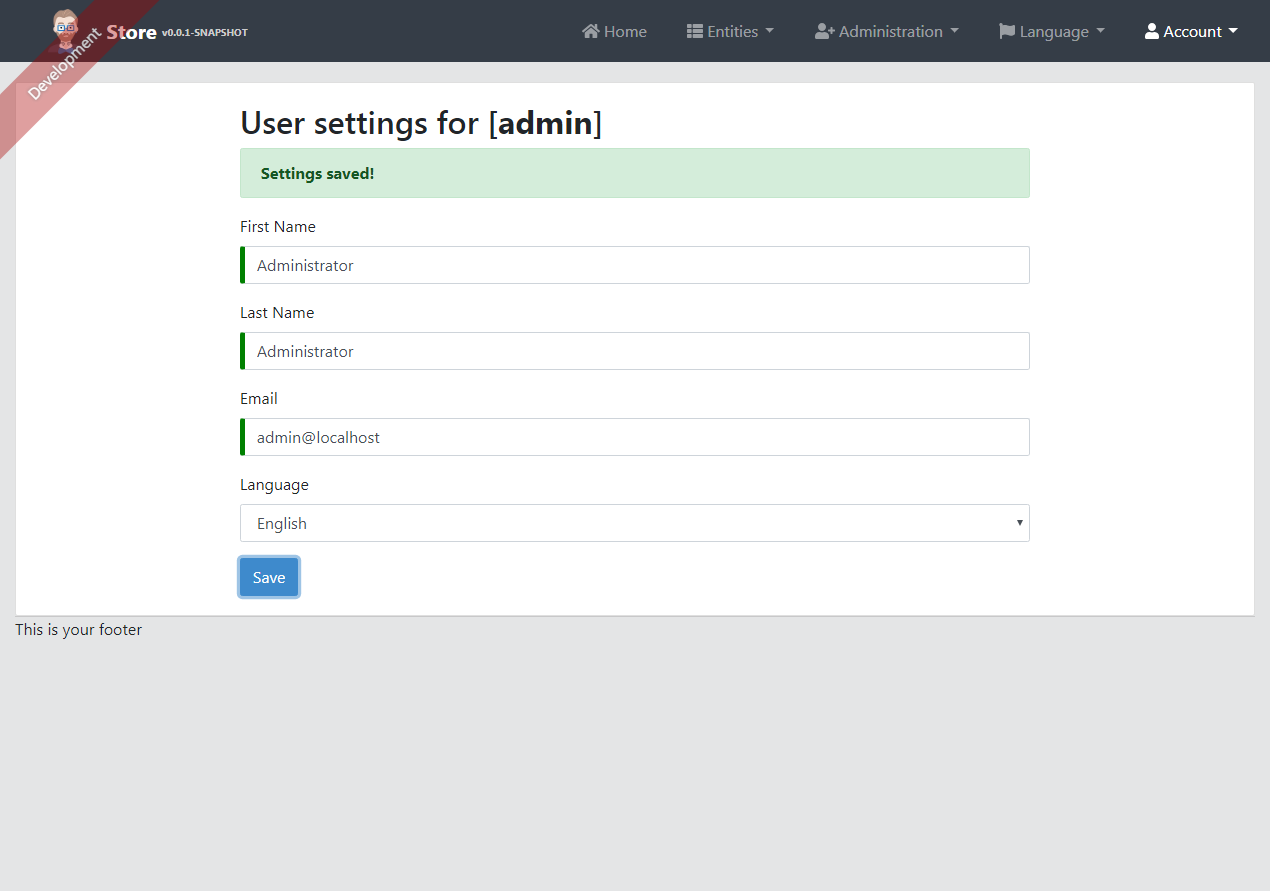 Development
Store v0.0.1-SNAPSHOT Home Entities Administration Language Account
User settings for [admin]
Settings saved!
First Name
Administrator
Last Name
Administrator
Email
admin@localhost
Language
English
Save
This is your footer